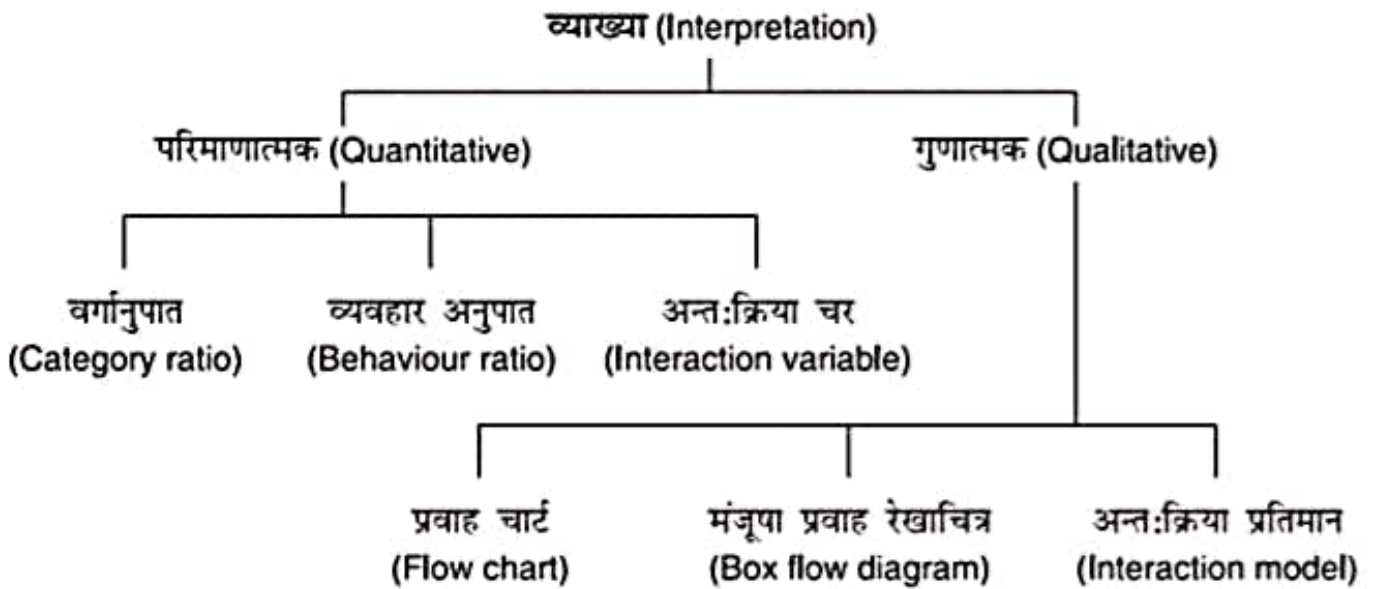 व्याख्या (Interpretation)
परिमाणात्मक (Quantitative) गुणात्मक (Qualitative)
वर्गानुपात व्यवहार अनुपात अन्त:क्रिया चर
(Category ratio) (Behaviour ratio) (Interaction variable)
प्रवाह चार्ट मंजूषा प्रवाह रेखाचित्र अन्त:क्रिया प्रतिमान
(Flow chart) (Box flow diagram) (Interaction model)